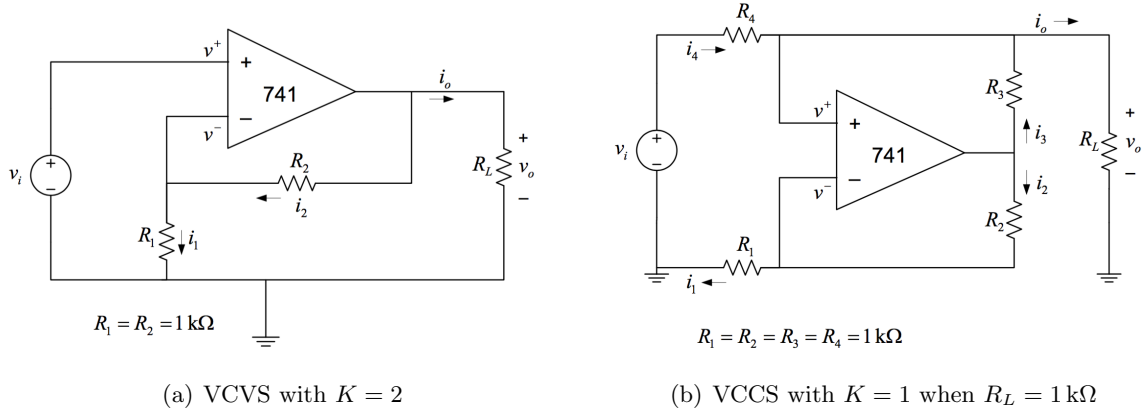 v⁺
+
741
−
v⁻
i_o
v_i
+
−
R_2
i_2
R_1
i_1
R_L
+
v_o
−
R_1 = R_2 = 1 kΩ
(a) VCVS with K = 2
R_4
i_4
i_o
v⁺
+
741
−
v⁻
R_3
i_3
i_2
R_2
v_i
+
−
R_1
i_1
R_L
+
v_o
−
R_1 = R_2 = R_3 = R_4 = 1 kΩ
(b) VCCS with K = 1 when R_L = 1 kΩ